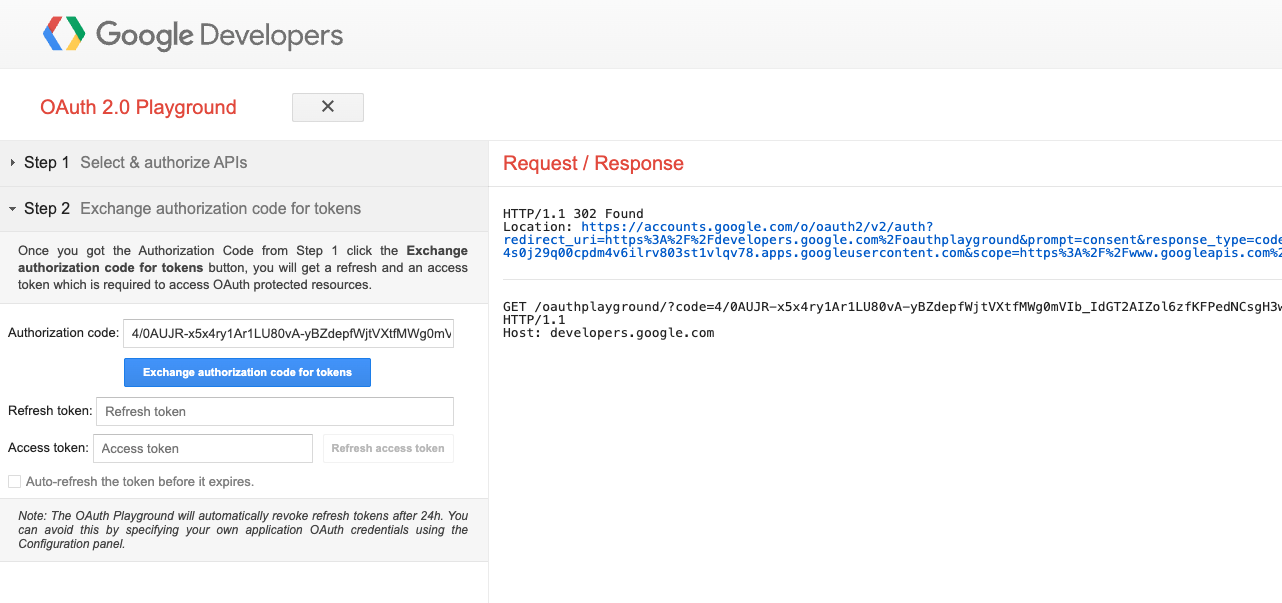 Google Developers
OAuth 2.0 Playground
Step 1 Select & authorize APIs
Step 2 Exchange authorization code for tokens
Once you got the Authorization Code from Step 1 click the Exchange
authorization code for tokens button, you will get a refresh and an access
token which is required to access OAuth protected resources.
Authorization code: 4/0AUJR-x5x4ry1Ar1LU80vA-yBZdepfWjtVXtfMWg0mV
Exchange authorization code for tokens
Refresh token: Refresh token
Access token: Access token Refresh access token
Auto-refresh the token before it expires.
Note: The OAuth Playground will automatically revoke refresh tokens after 24h. You
can avoid this by specifying your own application OAuth credentials using the
Configuration panel.
Request / Response
HTTP/1.1 302 Found
Location: https://accounts.google.com/o/oauth2/v2/auth?
redirect_uri=https%3A%2F%2Fdevelopers.google.com%2Foauthplayground&prompt=consent&response_type=code
4s0j29q00cpdm4v6ilrv803st1vlqv78.apps.googleusercontent.com&scope=https%3A%2F%2Fwww.googleapis.com%2
GET /oauthplayground/?code=4/0AUJR-x5x4ry1Ar1LU80vA-yBZdepfWjtVXtfMWg0mVIb_IdGT2AIZol6zfKFPedNCsgH3w
HTTP/1.1
Host: developers.google.com